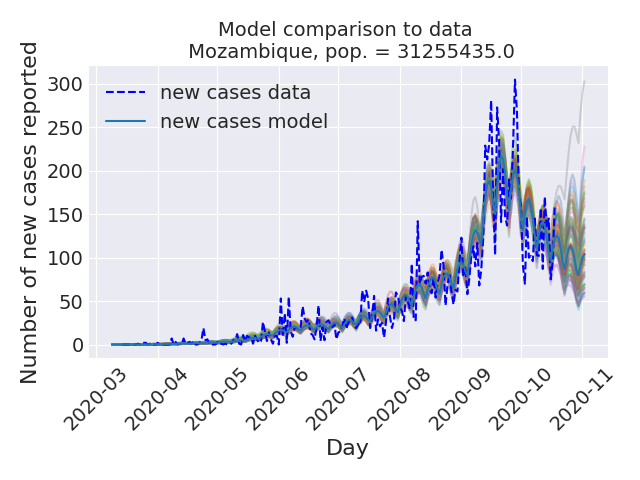 Model comparison to data
Mozambique, pop. = 31255435.0
Number of new cases reported
300
250
200
150
100
50
0
new cases data
new cases model
2020-03
2020-04
2020-05
2020-06
2020-07
2020-08
2020-09
2020-10
2020-11
Day